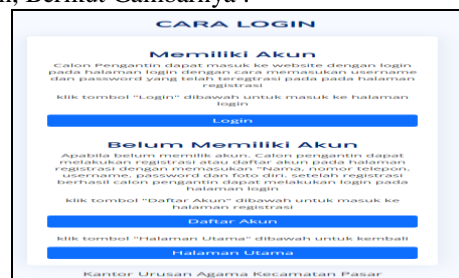 n, Berikut Gambarnya :
CARA LOGIN
Memiliki Akun
Calon Pengantin dapat masuk ke website dengan login
pada halaman login dengan cara memasukan username
dan password yang telah teregtrasi pada pada halaman
registrasi
klik tombol "Login" dibawah untuk masuk ke halaman
login
Login
Belum Memiliki Akun
Apabila belum memilik akun, Calon pengantin dapat
melakukan registrasi atau daftar akun pada halaman
registrasi dengan memasukan "Nama, nomor telepon,
username, password dan foto diri, setelah registrasi
berhasil calon pengantin dapat melakukan login pada
halaman login
klik tombol "Daftar Akun" dibawah untuk masuk ke
halaman registrasi
Daftar Akun
klik tombol "Halaman Utama" dibawah untuk kembali
Halaman Utama
Kantor Urusan Agama Kecamatan Pasar